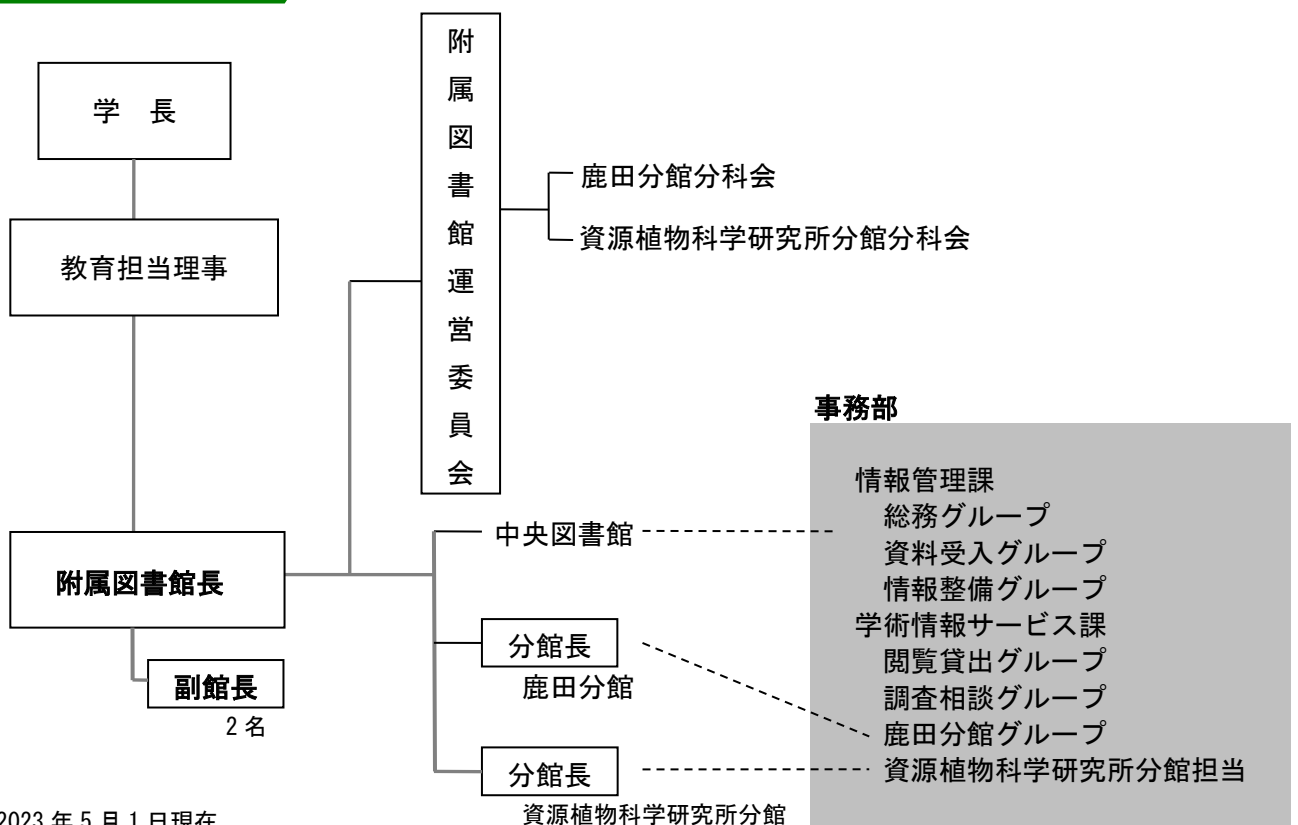 学　長
教育担当理事
附属図書館長
副館長
2 名
附属図書館運営委員会
鹿田分館分科会
資源植物科学研究所分館分科会
中央図書館
分館長
鹿田分館
分館長
資源植物科学研究所分館
事務部
情報管理課
総務グループ
資料受入グループ
情報整備グループ
学術情報サービス課
閲覧貸出グループ
調査相談グループ
鹿田分館グループ
資源植物科学研究所分館担当
2023 年 5 月 1 日現在